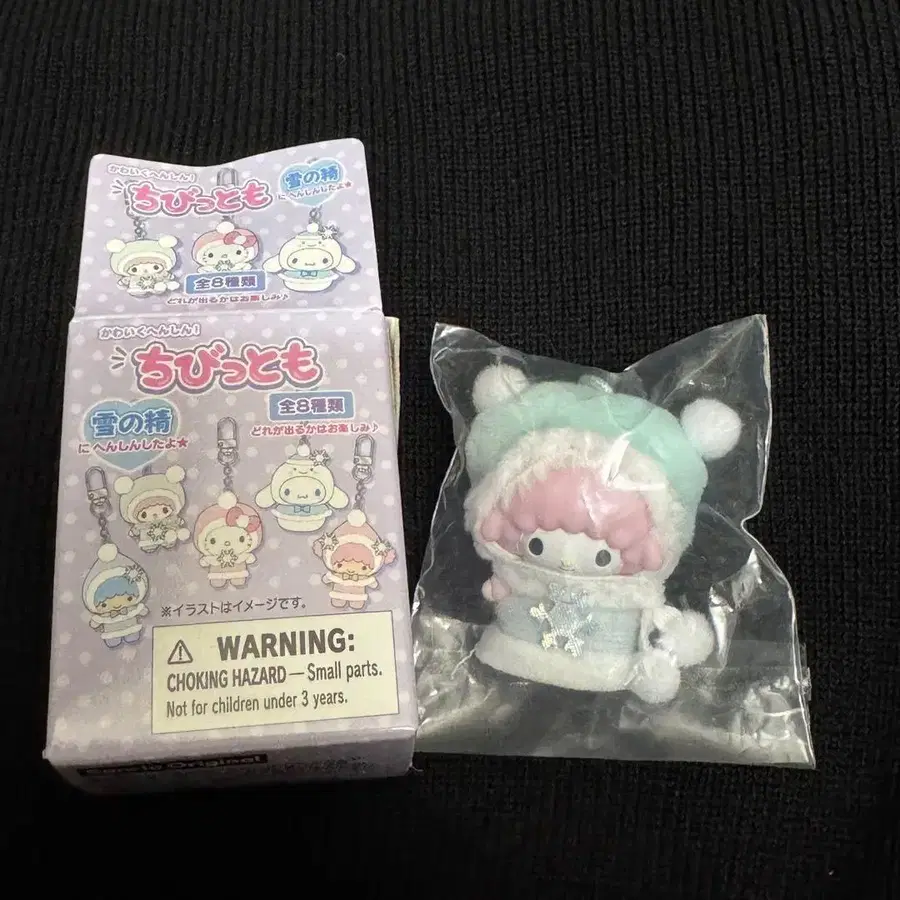 かわいくへんしん!
ちびっとも
雪の精
にへんしんしたよ★
全8種類
どれが出るかはお楽しみ♪
かわいくへんしん!
ちびっとも
雪の精
に へんしんしたよ★
全8種類
どれが出るかはお楽しみ♪
※イラストはイメージです。
WARNING:
CHOKING HAZARD — Small parts.
Not for children under 3 years.
Original